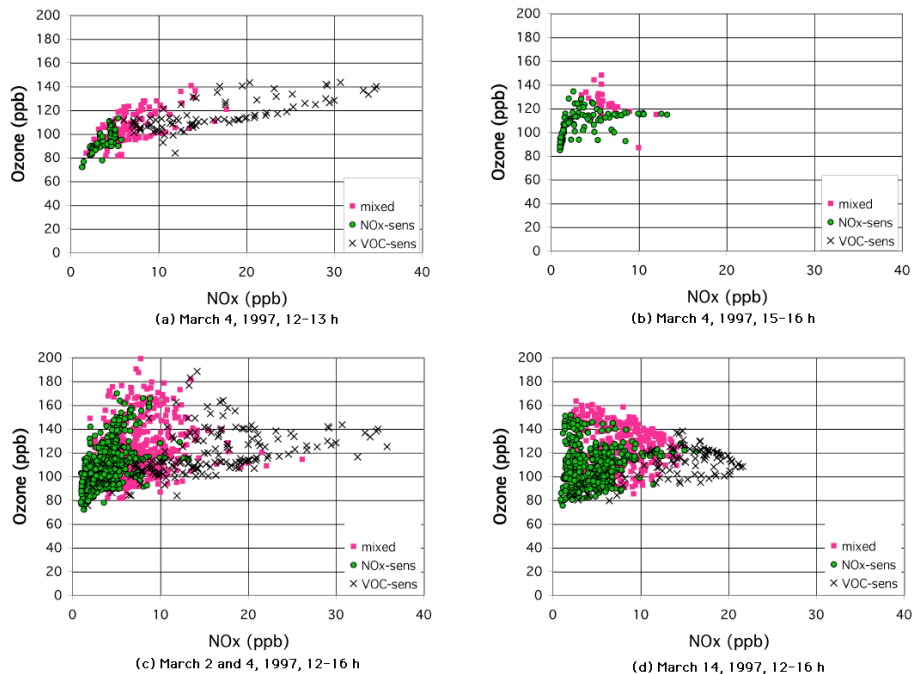 200
180
160
140
120
100
80
60
40
20
0
Ozone (ppb)
mixed
NOx-sens
VOC-sens
0 10 20 30 40
NOx (ppb)
(a) March 4, 1997, 12-13 h
200
180
160
140
120
100
80
60
40
20
0
Ozone (ppb)
mixed
NOx-sens
VOC-sens
0 10 20 30 40
NOx (ppb)
(b) March 4, 1997, 15-16 h
200
180
160
140
120
100
80
60
40
20
0
Ozone (ppb)
mixed
NOx-sens
VOC-sens
0 10 20 30 40
NOx (ppb)
(c) March 2 and 4, 1997, 12-16 h
200
180
160
140
120
100
80
60
40
20
0
Ozone (ppb)
mixed
NOx-sens
VOC-sens
0 10 20 30 40
NOx (ppb)
(d) March 14, 1997, 12-16 h